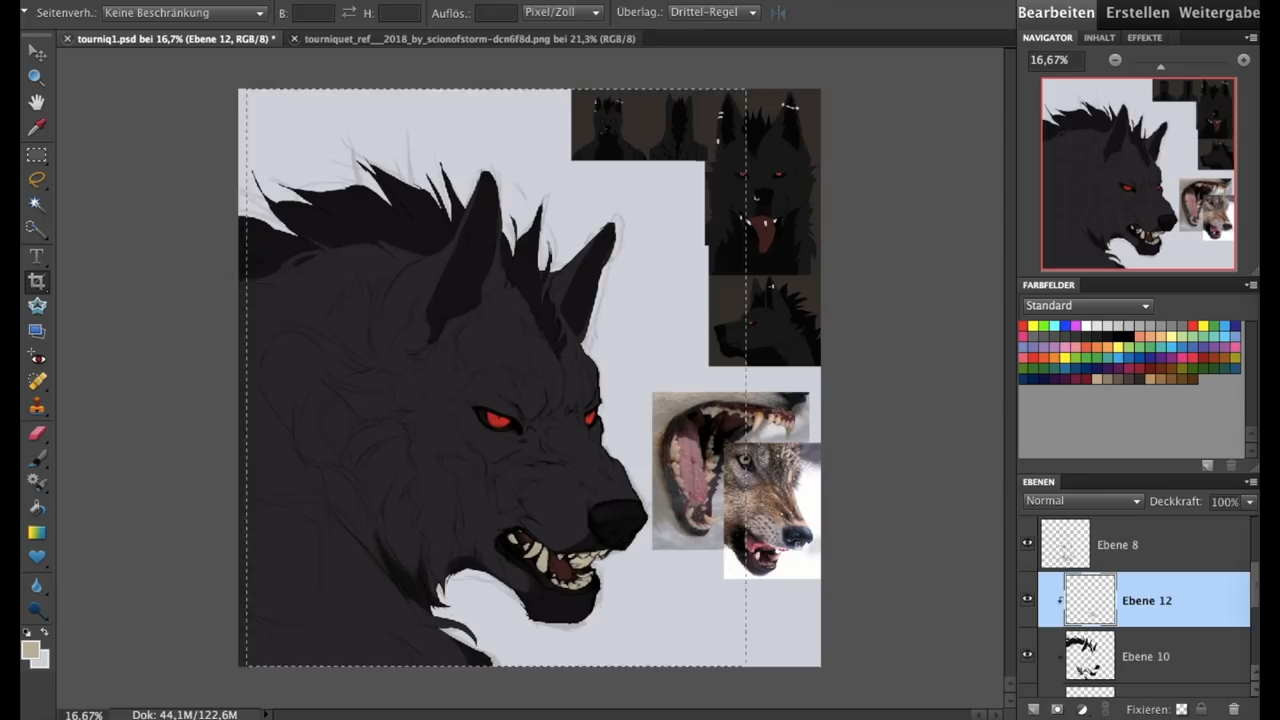 Seitenverh.: Keine Beschränkung B: H: Auflös.: Pixel/Zoll Überlag.: Drittel-Regel
Bearbeiten Erstellen Weitergabe
tourniq1.psd bei 16,7% (Ebene 12, RGB/8) * tourniquet_ref__2018_by_scionofstorm-dcn6f8d.png bei 21,3% (RGB/8)
NAVIGATOR INHALT EFFEKTE
16,67%
FARBFELDER
Standard
EBENEN
Normal Deckkraft: 100%
Ebene 8
Ebene 12
Ebene 10
Fixieren:
16,67% Dok: 44,1M/122,6M